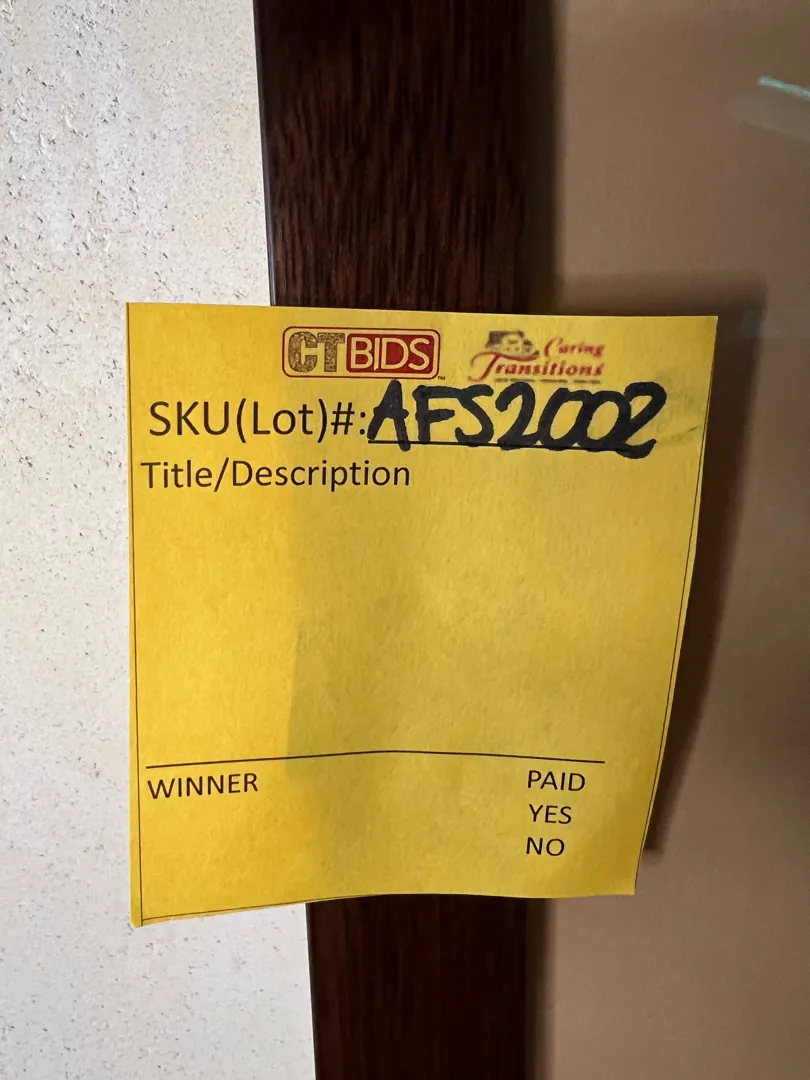 CTBIDS
Caring
Transitions
SKU(Lot)#:AFS2002
Title/Description
WINNER PAID
YES
NO